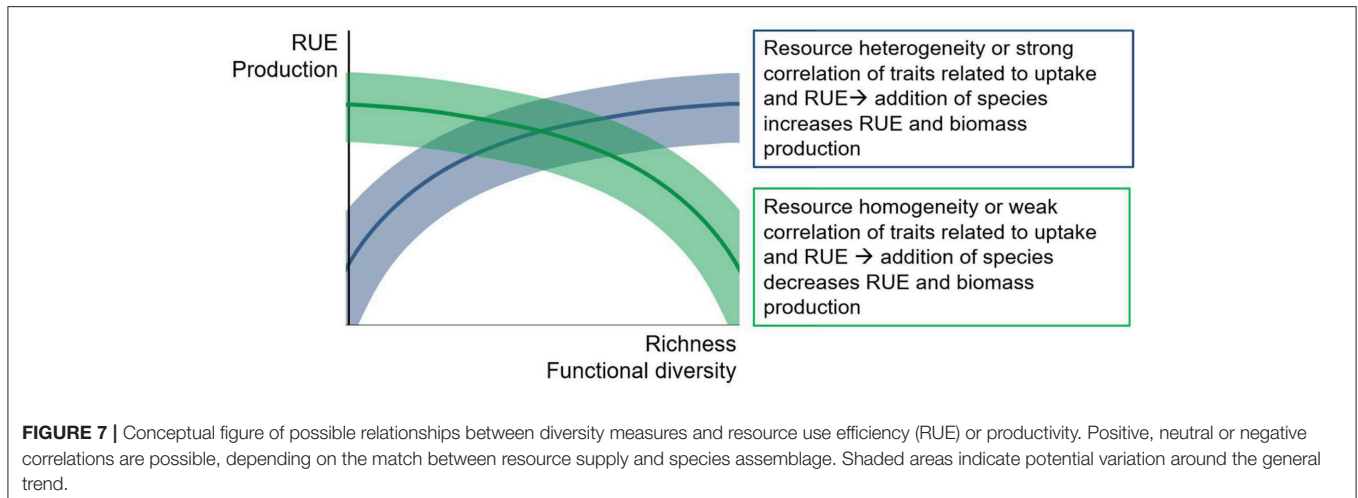 RUE
Production
Resource heterogeneity or strong
correlation of traits related to uptake
and RUE→ addition of species
increases RUE and biomass
production
Resource homogeneity or weak
correlation of traits related to uptake
and RUE → addition of species
decreases RUE and biomass
production
Richness
Functional diversity
FIGURE 7 | Conceptual figure of possible relationships between diversity measures and resource use efficiency (RUE) or productivity. Positive, neutral or negative
correlations are possible, depending on the match between resource supply and species assemblage. Shaded areas indicate potential variation around the general
trend.